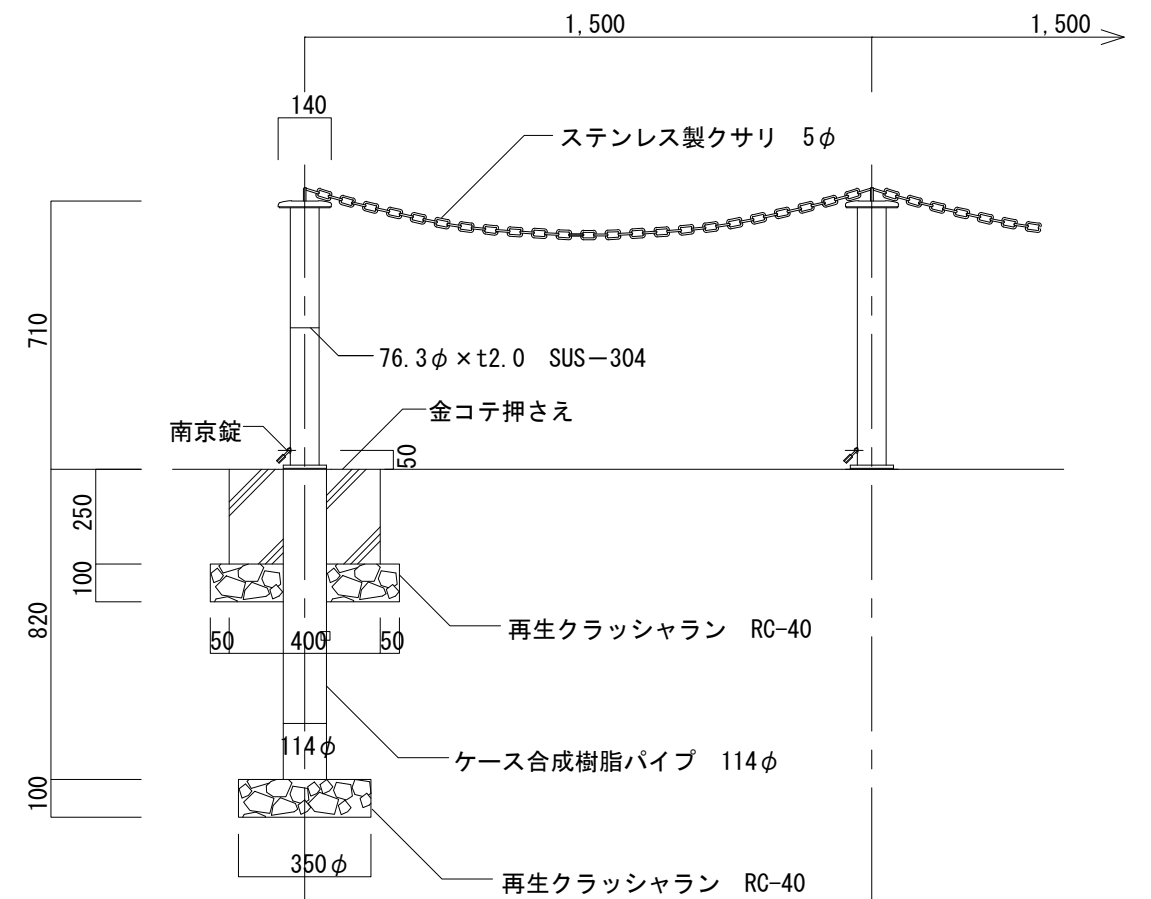 1,500
1,500
140
ステンレス製クサリ 5φ
710
76.3φ×t2.0 SUS－304
金コテ押さえ
南京錠
50
250
100
820
再生クラッシャラン RC-40
50
400□
50
114φ
ケース合成樹脂パイプ 114φ
100
350φ
再生クラッシャラン RC-40